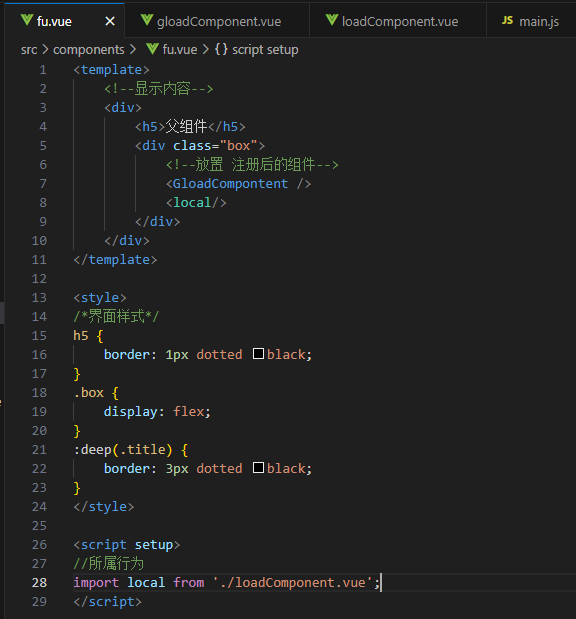 fu.vue
gloadComponent.vue
loadComponent.vue
JS main.js
src > components > fu.vue > {} script setup
1 <template>
2 <!--显示内容-->
3 <div>
4 <h5>父组件</h5>
5 <div class="box">
6 <!--放置 注册后的组件-->
7 <GloadCompontent />
8 <local/>
9 </div>
10 </div>
11 </template>
12
13 <style>
14 /*界面样式*/
15 h5 {
16 border: 1px dotted black;
17 }
18 .box {
19 display: flex;
20 }
21 :deep(.title) {
22 border: 3px dotted black;
23 }
24 </style>
25
26 <script setup>
27 //所属行为
28 import local from './loadComponent.vue';
29 </script>